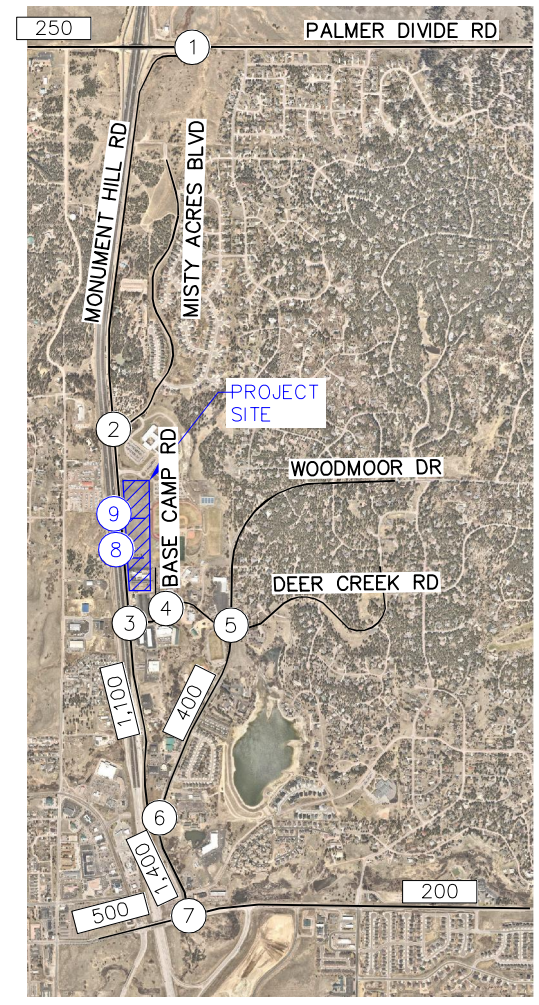 250
PALMER DIVIDE RD
1
MONUMENT HILL RD
MISTY ACRES BLVD
PROJECT
SITE
2
BASE CAMP RD
WOODMOOR DR
9
8
DEER CREEK RD
4
3
5
1,100
400
6
1,400
200
500
7